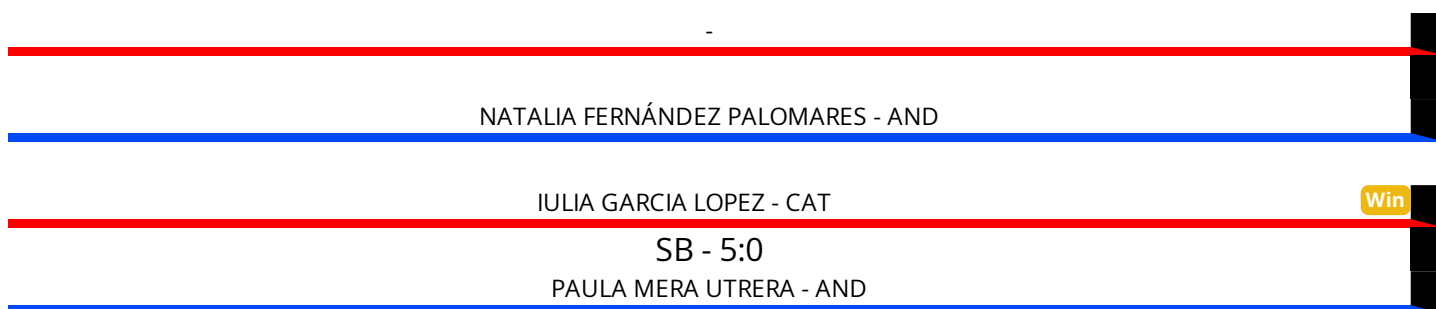 -
NATALIA FERNÁNDEZ PALOMARES - AND
IULIA GARCIA LOPEZ - CAT
Win
SB - 5:0
PAULA MERA UTRERA - AND